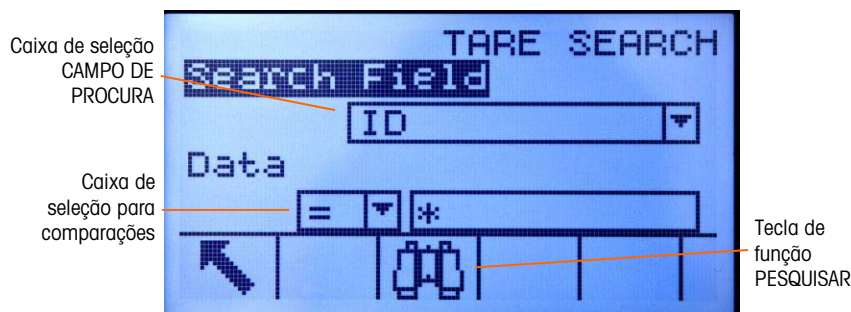 Caixa de seleção
CAMPO DE
PROCURA
TARE SEARCH
Search Field
ID
Data
Caixa de
seleção para
comparações
= *
Tecla de
função
PESQUISAR